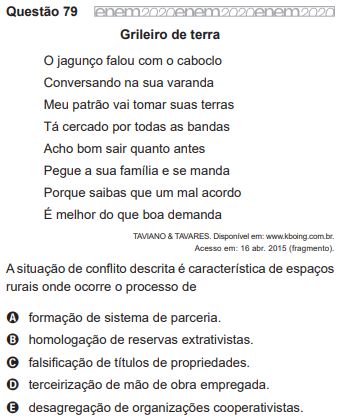 Questão 79 enem2020enem2020enem2020
Grileiro de terra
O jagunço falou com o caboclo
Conversando na sua varanda
Meu patrão vai tomar suas terras
Tá cercado por todas as bandas
Acho bom sair quanto antes
Pegue a sua família e se manda
Porque saibas que um mal acordo
É melhor do que boa demanda
TAVIANO & TAVARES. Disponível em: www.kboing.com.br.
Acesso em: 16 abr. 2015 (fragmento).
A situação de conflito descrita é característica de espaços
rurais onde ocorre o processo de
A formação de sistema de parceria.
B homologação de reservas extrativistas.
C falsificação de títulos de propriedades.
D terceirização de mão de obra empregada.
E desagregação de organizações cooperativistas.